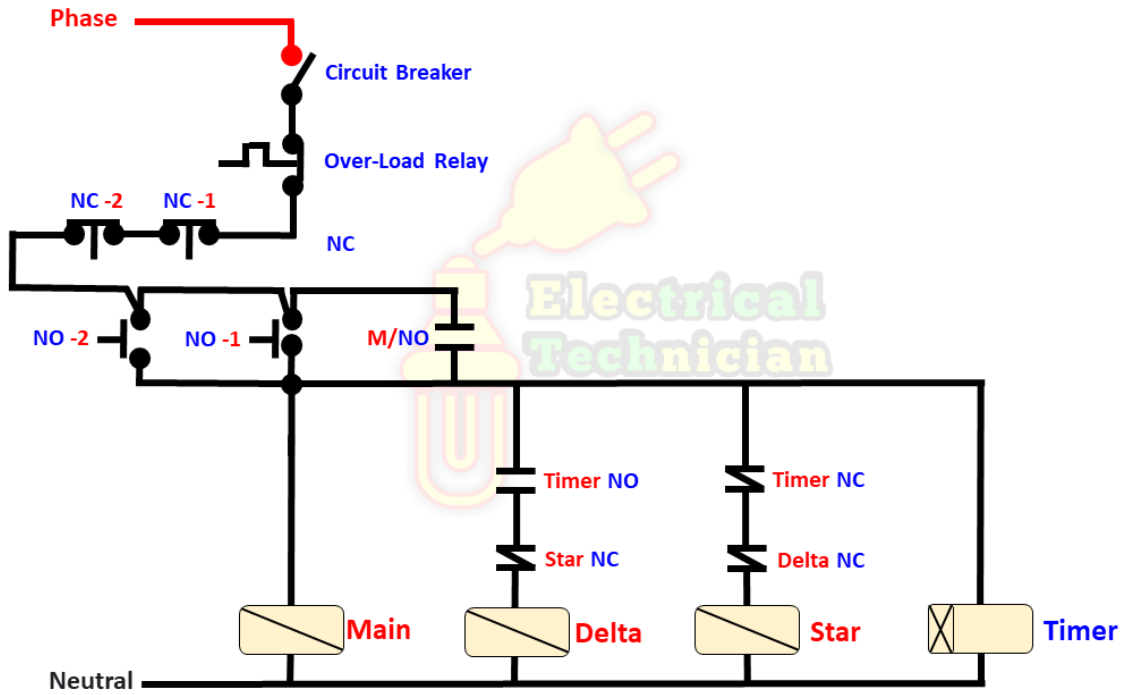 Phase
Circuit Breaker
Over-Load Relay
NC -2
NC -1
NC
Electrical
Technician
NO -2
NO -1
M/NO
Timer NO
Timer NC
Star NC
Delta NC
Main
Delta
Star
Timer
Neutral